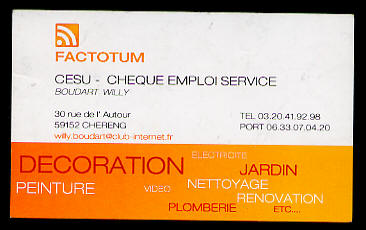 FACTOTUM
CESU - CHEQUE EMPLOI SERVICE
BOUDART WILLY
30 rue de l' Autour
59152 CHERENG
willy.boudart@club-internet.fr
TEL 03.20.41.92.98
PORT 06.33.07.04.20
ELECTRICITE
DECORATION
JARDIN
PEINTURE
VIDEO
NETTOYAGE
RENOVATION
PLOMBERIE
ETC....